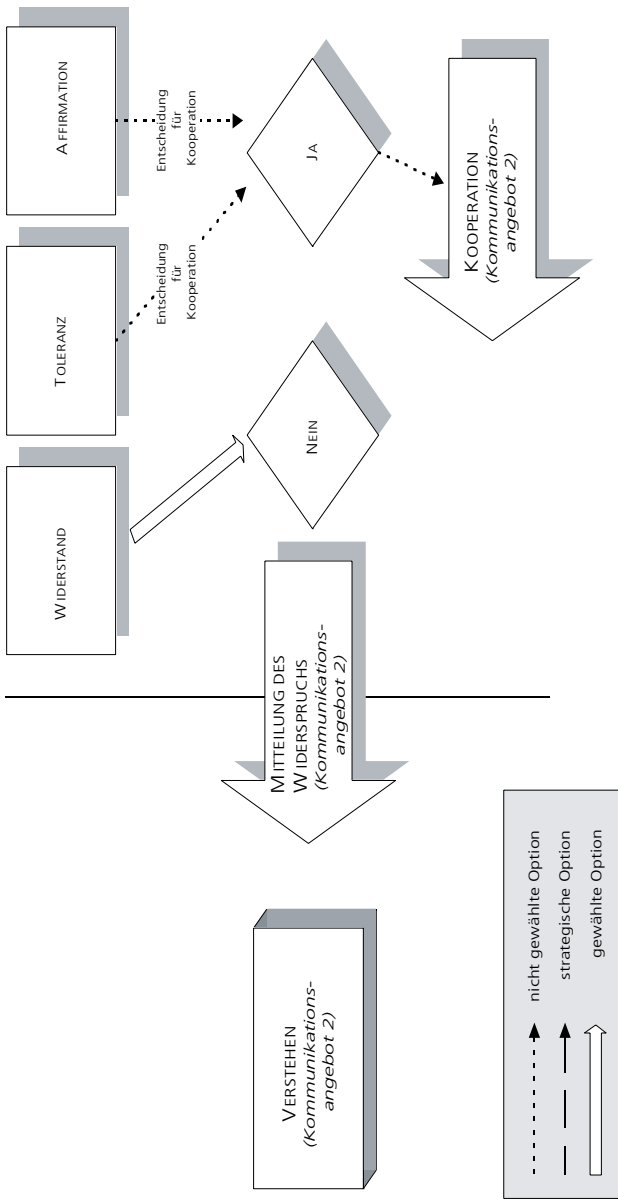 WIDERSTAND
TOLERANZ
AFFIRMATION
Entscheidung
für
Kooperation
Entscheidung
für
Kooperation
VERSTEHEN
(Kommunikations-
angebot 2)
MITTEILUNG DES
WIDERSPRUCHS
(Kommunikations-
angebot 2)
NEIN
JA
KOOPERATION
(Kommunikations-
angebot 2)
nicht gewählte Option
strategische Option
gewählte Option